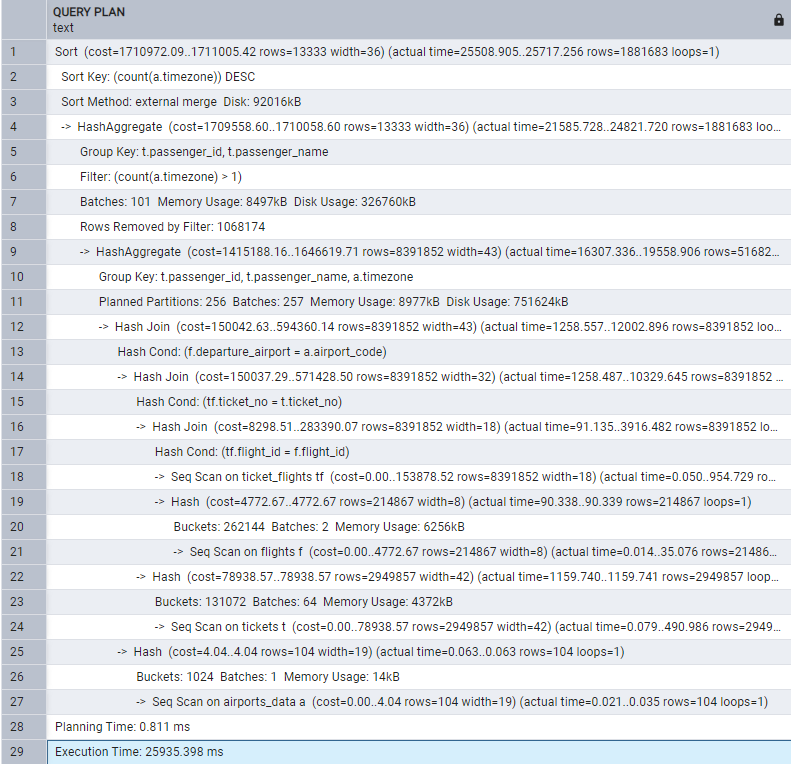 QUERY PLAN
text
1 Sort (cost=1710972.09..1711005.42 rows=13333 width=36) (actual time=25508.905..25717.256 rows=1881683 loops=1)
2 Sort Key: (count(a.timezone)) DESC
3 Sort Method: external merge Disk: 92016kB
4 -> HashAggregate (cost=1709558.60..1710058.60 rows=13333 width=36) (actual time=21585.728..24821.720 rows=1881683 loo...
5 Group Key: t.passenger_id, t.passenger_name
6 Filter: (count(a.timezone) > 1)
7 Batches: 101 Memory Usage: 8497kB Disk Usage: 326760kB
8 Rows Removed by Filter: 1068174
9 -> HashAggregate (cost=1415188.16..1646619.71 rows=8391852 width=43) (actual time=16307.336..19558.906 rows=51682...
10 Group Key: t.passenger_id, t.passenger_name, a.timezone
11 Planned Partitions: 256 Batches: 257 Memory Usage: 8977kB Disk Usage: 751624kB
12 -> Hash Join (cost=150042.63..594360.14 rows=8391852 width=43) (actual time=1258.557..12002.896 rows=8391852 loo...
13 Hash Cond: (f.departure_airport = a.airport_code)
14 -> Hash Join (cost=150037.29..571428.50 rows=8391852 width=32) (actual time=1258.487..10329.645 rows=8391852 ...
15 Hash Cond: (tf.ticket_no = t.ticket_no)
16 -> Hash Join (cost=8298.51..283390.07 rows=8391852 width=18) (actual time=91.135..3916.482 rows=8391852 lo...
17 Hash Cond: (tf.flight_id = f.flight_id)
18 -> Seq Scan on ticket_flights tf (cost=0.00..153878.52 rows=8391852 width=18) (actual time=0.050..954.729 ro...
19 -> Hash (cost=4772.67..4772.67 rows=214867 width=8) (actual time=90.338..90.339 rows=214867 loops=1)
20 Buckets: 262144 Batches: 2 Memory Usage: 6256kB
21 -> Seq Scan on flights f (cost=0.00..4772.67 rows=214867 width=8) (actual time=0.014..35.076 rows=21486...
22 -> Hash (cost=78938.57..78938.57 rows=2949857 width=42) (actual time=1159.740..1159.741 rows=2949857 loop...
23 Buckets: 131072 Batches: 64 Memory Usage: 4372kB
24 -> Seq Scan on tickets t (cost=0.00..78938.57 rows=2949857 width=42) (actual time=0.079..490.986 rows=2949...
25 -> Hash (cost=4.04..4.04 rows=104 width=19) (actual time=0.063..0.063 rows=104 loops=1)
26 Buckets: 1024 Batches: 1 Memory Usage: 14kB
27 -> Seq Scan on airports_data a (cost=0.00..4.04 rows=104 width=19) (actual time=0.021..0.035 rows=104 loops=1)
28 Planning Time: 0.811 ms
29 Execution Time: 25935.398 ms